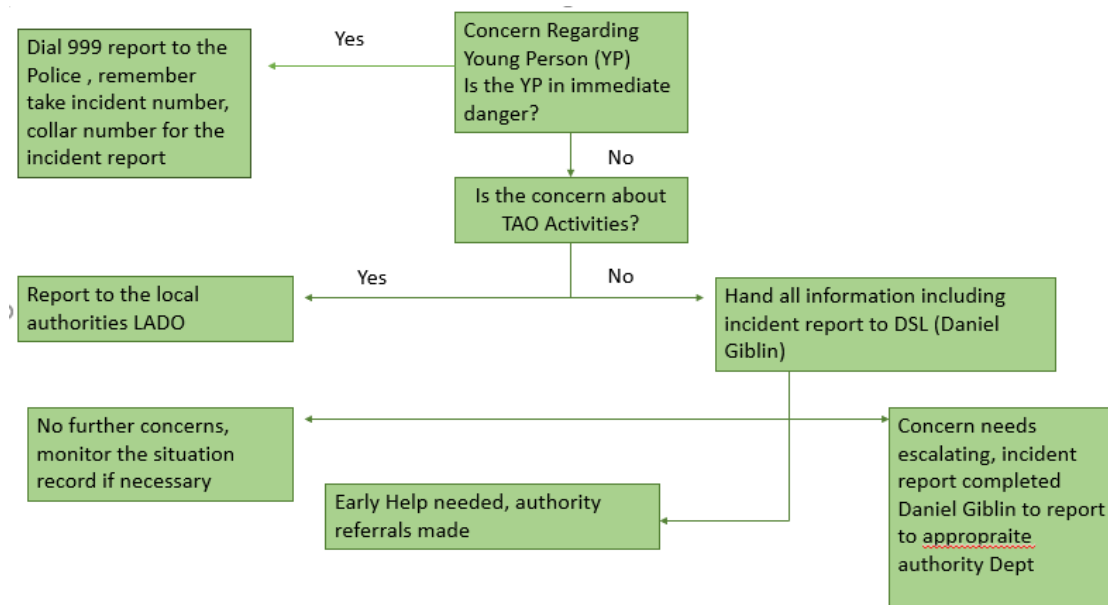 Concern Regarding
Young Person (YP)
Is the YP in immediate
danger?
Yes
Dial 999 report to the
Police , remember
take incident number,
collar number for the
incident report
No
Is the concern about
TAO Activities?
Yes
No
Report to the local
authorities LADO
Hand all information including
incident report to DSL (Daniel
Giblin)
No further concerns,
monitor the situation
record if necessary
Early Help needed, authority
referrals made
Concern needs
escalating, incident
report completed
Daniel Giblin to report
to appropraite
authority Dept